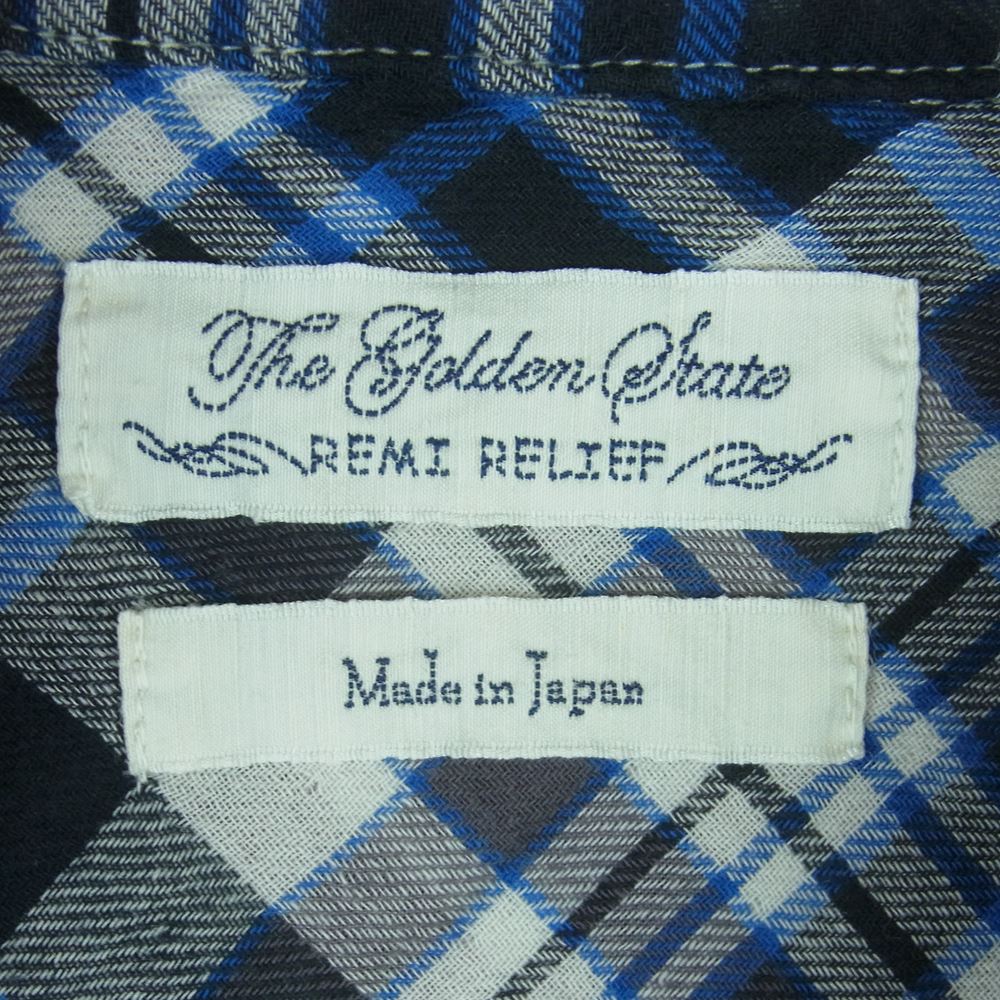 The Golden State
REMI RELIEF
Made in Japan